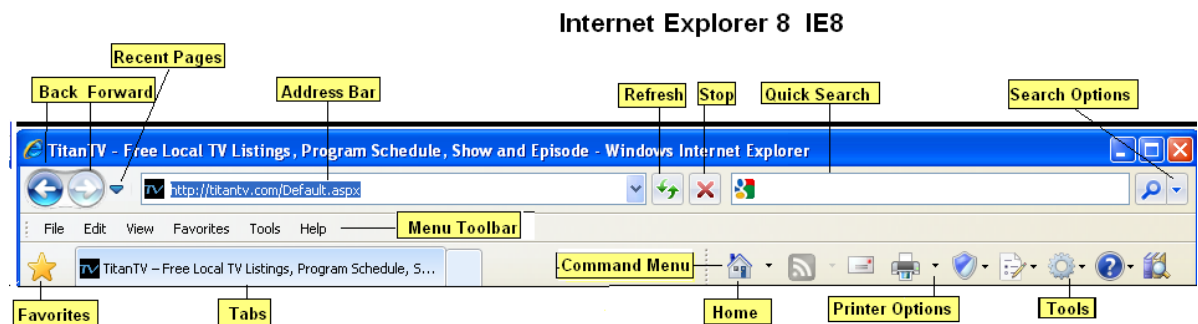 Internet Explorer 8 IE8
Recent Pages
Back Forward
Address Bar
Refresh
Stop
Quick Search
Search Options
TitanTV - Free Local TV Listings, Program Schedule, Show and Episode - Windows Internet Explorer
TV
http://titantv.com/Default.aspx
File Edit View Favorites Tools Help
Menu Toolbar
TV TitanTV – Free Local TV Listings, Program Schedule, S...
Command Menu
Favorites
Tabs
Home
Printer Options
Tools